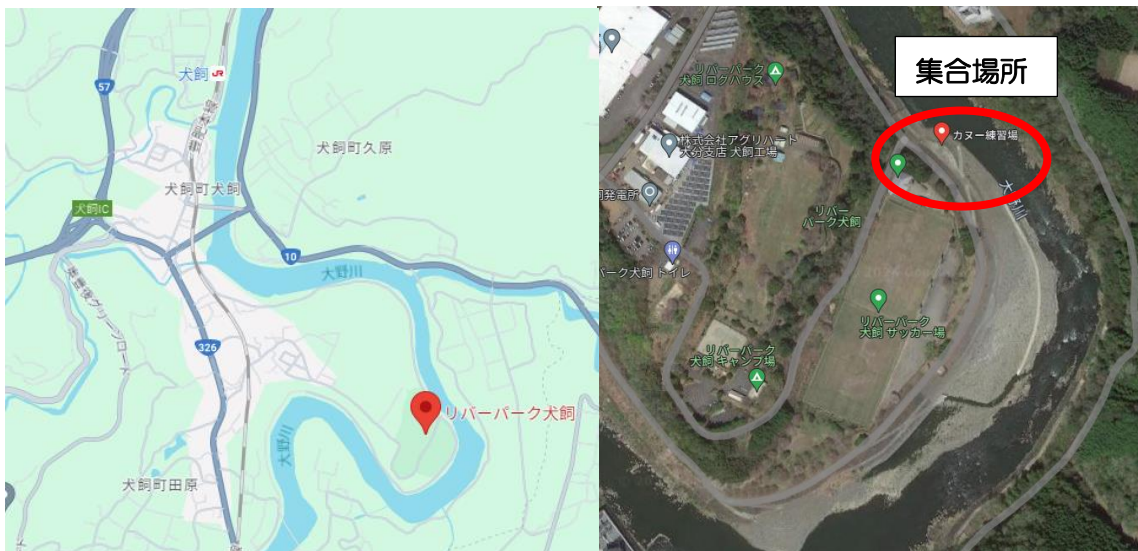 犬飼
JR
57
犬飼町久原
犬飼町犬飼
犬飼IC
10
大野川
326
リバーパーク犬飼
大野川
犬飼町田原
集合場所
リバーパーク
犬飼 ログハウス
カヌー練習場
株式会社アグリハート
大分支店 犬飼工場
大野川
リバー
パーク犬飼
パーク犬飼 トイレ
リバーパーク
犬飼 サッカー場
リバーパーク
犬飼 キャンプ場